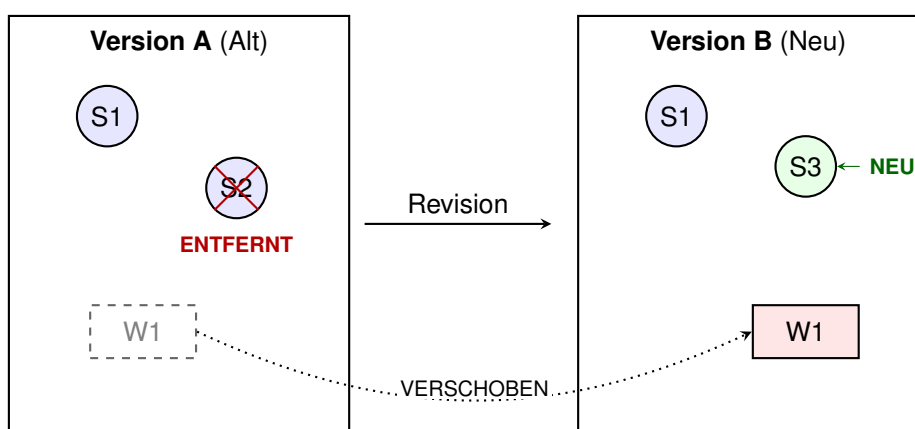 Version A (Alt)
S1
S2
ENTFERNT
W1
Revision
VERSCHOBEN
Version B (Neu)
S1
S3
NEU
W1